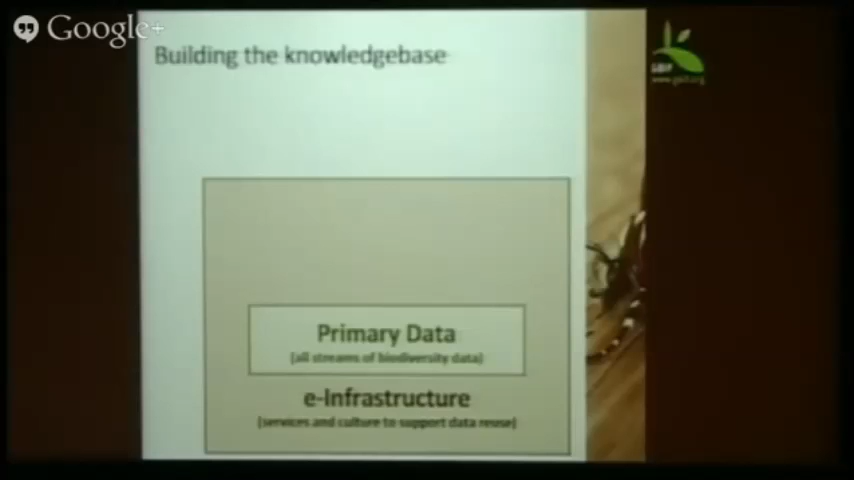 Google+
Building the knowledgebase
www.gbif.org
Primary Data
(all streams of biodiversity data)
e-Infrastructure
(services and culture to support data reuse)